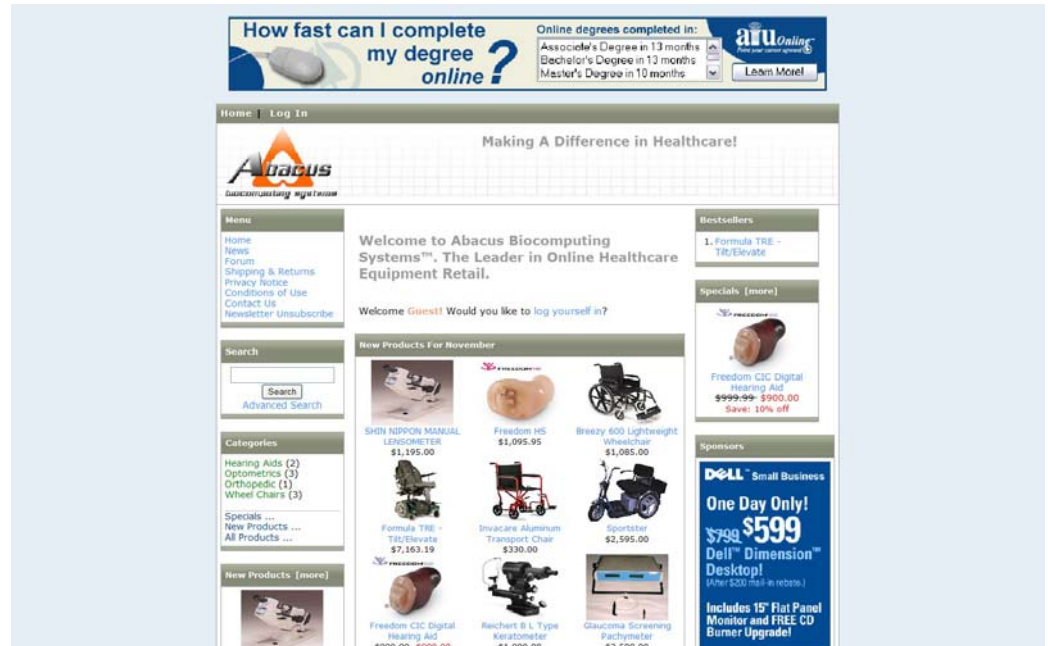 How fast can I complete
my degree
online ?
Online degrees completed in:
Associate's Degree in 13 months
Bachelor's Degree in 13 months
Master's Degree in 10 months
aiu Online
Learn More!
Home | Log In
Abacus
biocomputing systems
Making A Difference in Healthcare!
Menu
Home
News
Forum
Shipping & Returns
Privacy Notice
Conditions of Use
Contact Us
Newsletter Unsubscribe
Search
Search
Advanced Search
Categories
Hearing Aids (2)
Optometrics (3)
Orthopedic (1)
Wheel Chairs (3)
Specials ...
New Products ...
All Products ...
New Products [more]
Welcome to Abacus Biocomputing
Systems™. The Leader in Online Healthcare
Equipment Retail.
Welcome Guest! Would you like to log yourself in?
New Products For November
SHIN NIPPON MANUAL
LENSOMETER
$1,195.00
FREEDOM
Freedom HS
$1,095.95
Breezy 600 Lightweight
Wheelchair
$1,085.00
Formula TRE -
Tilt/Elevate
$7,163.19
Invacare Aluminum
Transport Chair
$330.00
Sportster
$2,595.00
FREEDOM
Freedom CIC Digital
Hearing Aid
Reichert B L Type
Keratometer
Glaucoma Screening
Pachymeter
Bestsellers
1. Formula TRE -
Tilt/Elevate
Specials [more]
FREEDOM
Freedom CIC Digital
Hearing Aid
$999.99 $900.00
Save: 10% off
Sponsors
DELL™ Small Business
One Day Only!
$799 $599
Dell™ Dimension™
Desktop!
(After $200 mail-in rebate.)
Includes 15" Flat Panel
Monitor and FREE CD
Burner Upgrade!